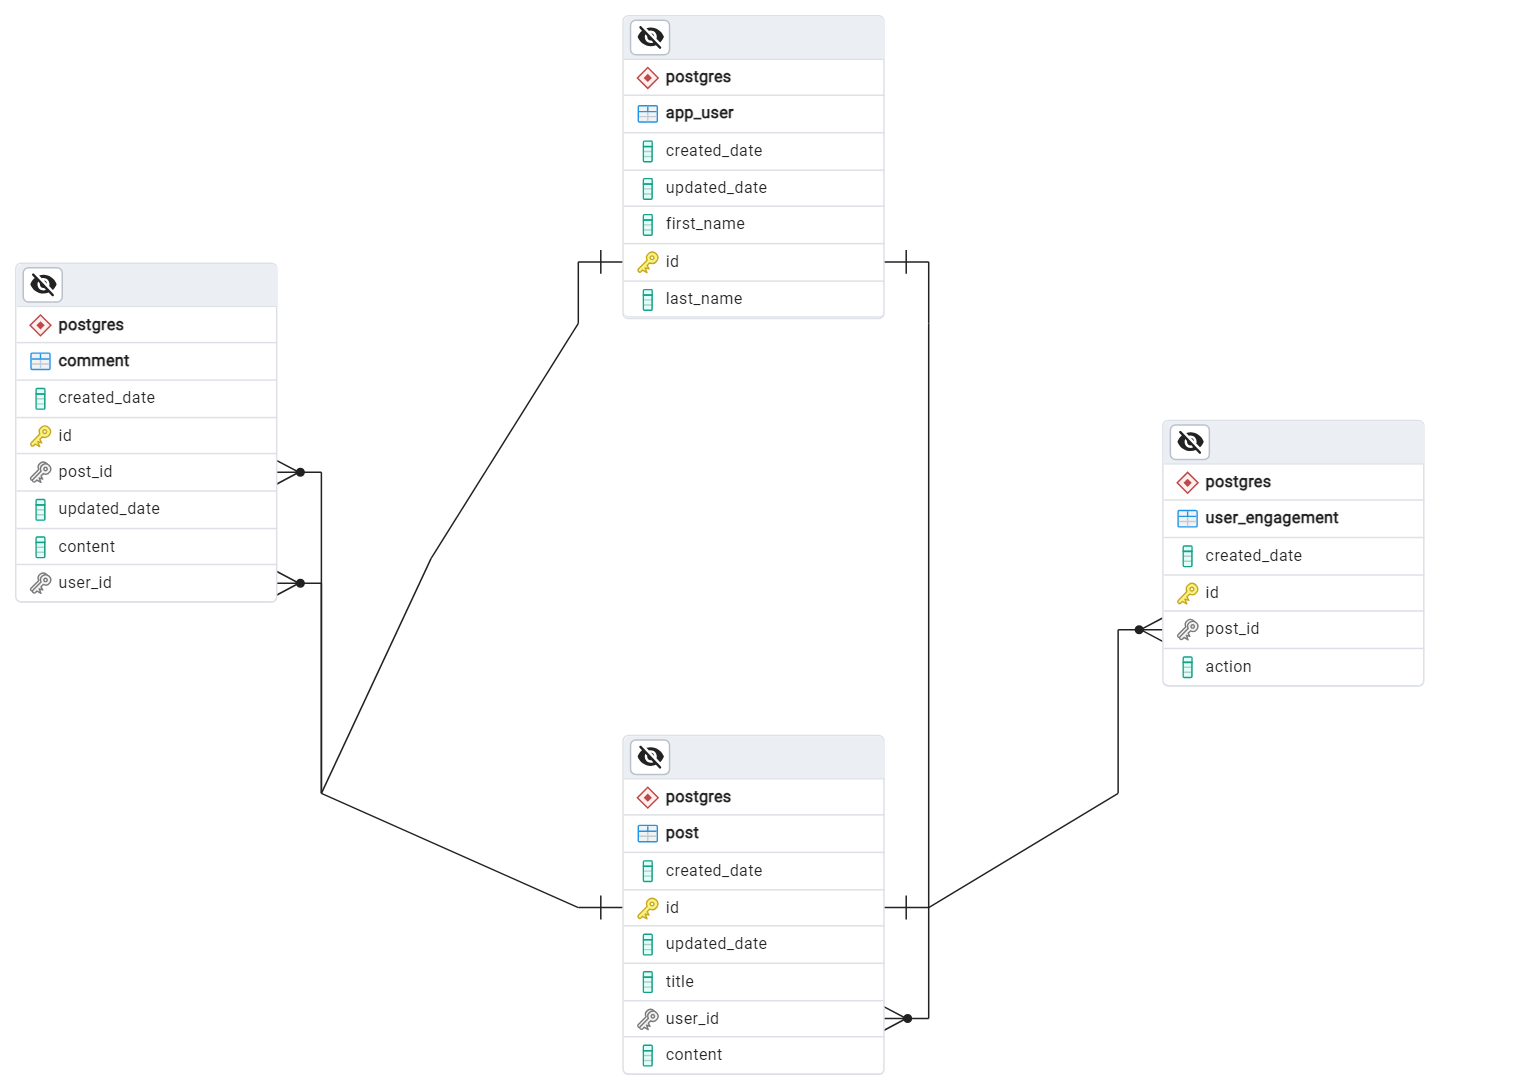 postgres
app_user
created_date
updated_date
first_name
id
last_name
postgres
comment
created_date
id
post_id
updated_date
content
user_id
postgres
user_engagement
created_date
id
post_id
action
postgres
post
created_date
id
updated_date
title
user_id
content